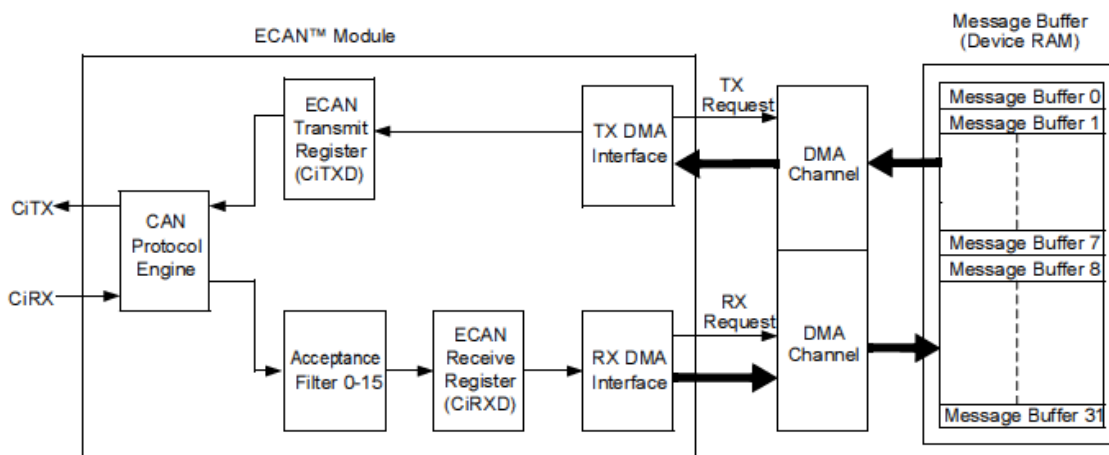 Message Buffer
(Device RAM)
ECAN™ Module
ECAN
Transmit
Register
(CiTXD)
TX DMA
Interface
TX
Request
DMA
Channel
Message Buffer 0
Message Buffer 1
Message Buffer 7
Message Buffer 8
Message Buffer 31
CiTX
CiRX
CAN
Protocol
Engine
Acceptance
Filter 0-15
ECAN
Receive
Register
(CiRXD)
RX DMA
Interface
RX
Request
DMA
Channel